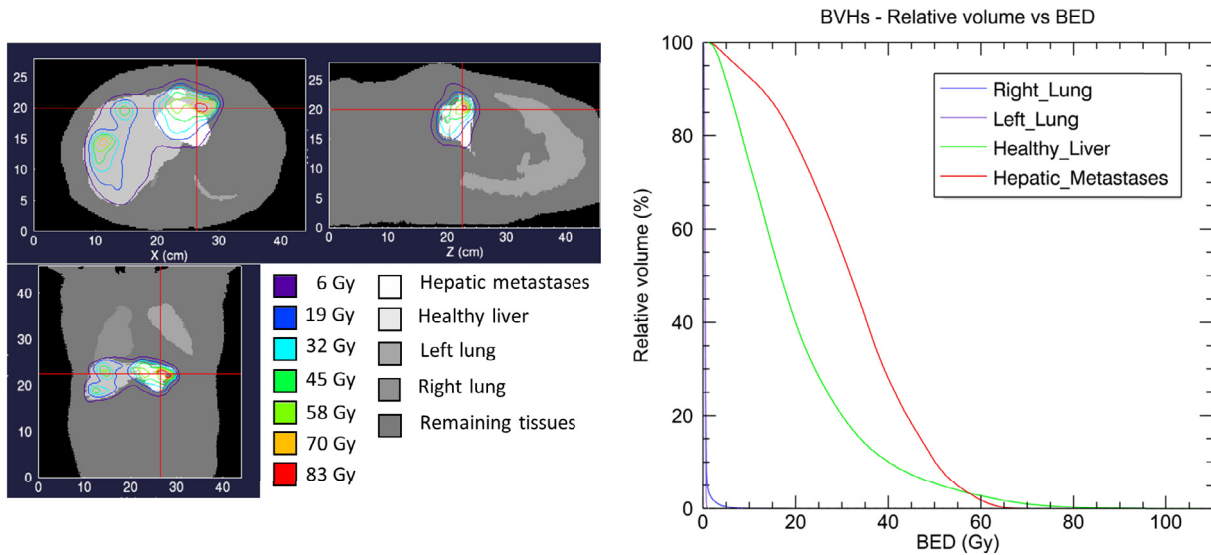 25
20
15
10
5
0
0 10 20 30 40
X (cm)
25
20
15
10
5
0
0 10 20 30 40
Z (cm)
40
30
20
10
0
0 10 20 30 40
6 Gy
19 Gy
32 Gy
45 Gy
58 Gy
70 Gy
83 Gy
Hepatic metastases
Healthy liver
Left lung
Right lung
Remaining tissues
BVHs - Relative volume vs BED
Relative volume (%)
100
80
60
40
20
0
0 20 40 60 80 100
BED (Gy)
Right_Lung
Left_Lung
Healthy_Liver
Hepatic_Metastases